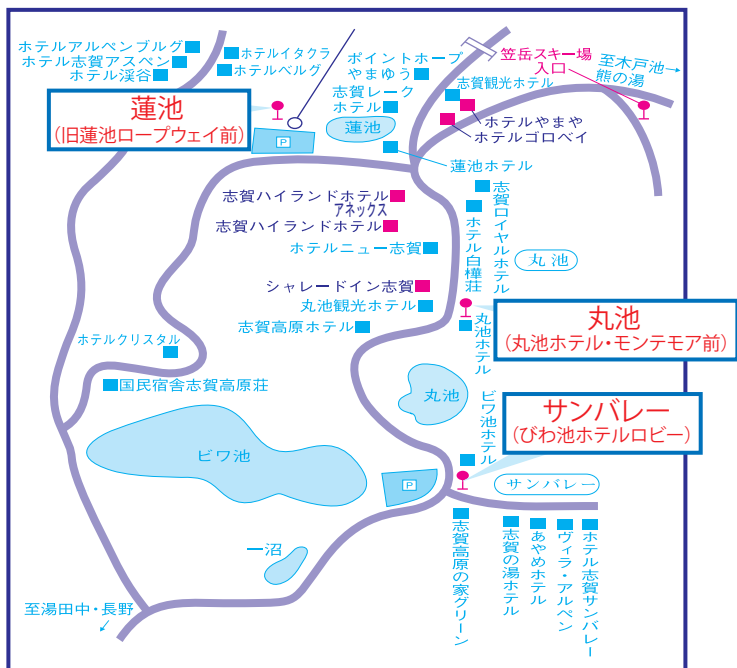 ホテルアルペンブルグ
ホテル志賀アスペン
ホテル渓谷
ホテルイタクラ
ホテルベルグ
ポイントホープ
やまゆう
志賀レーク
ホテル
蓮池
志賀観光ホテル
笠岳スキー場
入口
至木戸池
熊の湯
蓮池
(旧蓮池ロープウェイ前)
P
ホテルやまや
ホテルゴロベイ
蓮池ホテル
志賀ハイランドホテル
アネックス
志賀ハイランドホテル
ホテルニュー志賀
志賀ロイヤルホテル
ホテル白樺荘
丸池
シャレードイン志賀
丸池観光ホテル
志賀高原ホテル
丸池ホテル
丸池
(丸池ホテル・モンテモア前)
ホテルクリスタル
国民宿舎志賀高原荘
丸池
ビワ池ホテル
サンバレー
(びわ池ホテルロビー)
ビワ池
P
サンバレー
一沼
志賀高原の家グリーン
志賀の湯ホテル
あやめホテル
ヴィラ・アルペン
ホテル志賀サンバレー
至湯田中・長野